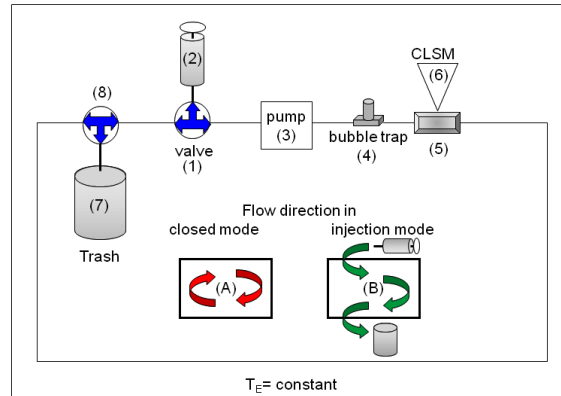 CLSM
(6)
(2)
(8)
pump
(3)
bubble trap
(4)
(5)
valve
(1)
(7)
Trash
Flow direction in
closed mode
injection mode
(A)
(B)
TE= constant